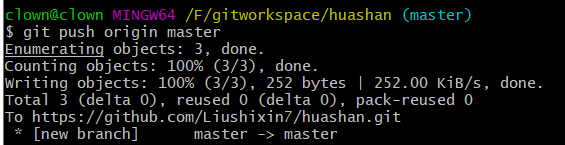 clown@clown MINGW64 /F/gitworkspace/huashan (master)
$ git push origin master
Enumerating objects: 3, done.
Counting objects: 100% (3/3), done.
Writing objects: 100% (3/3), 252 bytes | 252.00 KiB/s, done.
Total 3 (delta 0), reused 0 (delta 0), pack-reused 0
To https://github.com/Liushixin7/huashan.git
 * [new branch]      master -> master